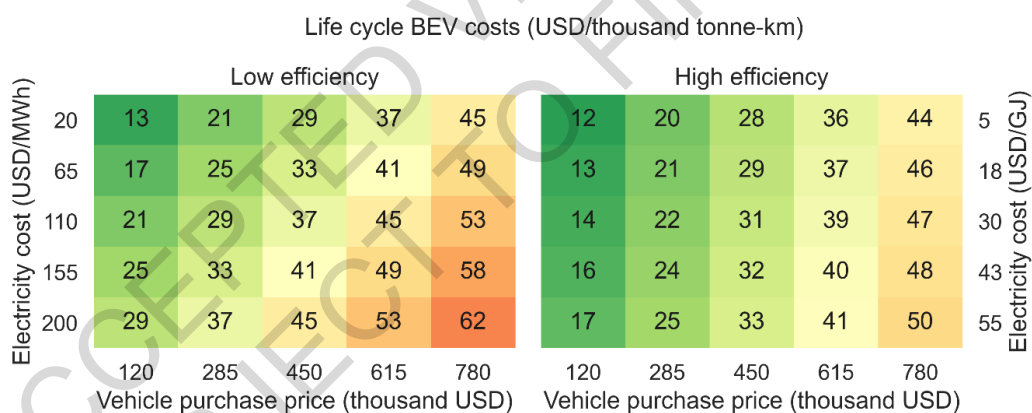 Life cycle BEV costs (USD/thousand tonne-km)
Low efficiency High efficiency
Electricity cost (USD/MWh)
20 13 21 29 37 45 12 20 28 36 44 5
65 17 25 33 41 49 13 21 29 37 46 18
110 21 29 37 45 53 14 22 31 39 47 30
155 25 33 41 49 58 16 24 32 40 48 43
200 29 37 45 53 62 17 25 33 41 50 55
Electricity cost (USD/GJ)
120 285 450 615 780 120 285 450 615 780
Vehicle purchase price (thousand USD) Vehicle purchase price (thousand USD)